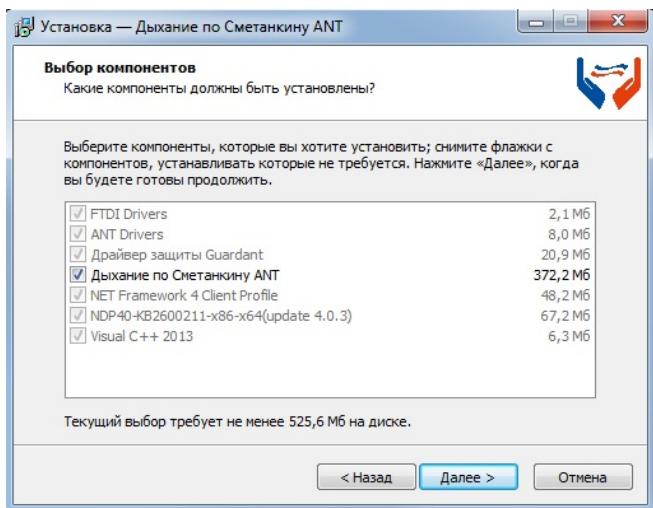 Установка — Дыхание по Сметанкину ANT
Выбор компонентов
Какие компоненты должны быть установлены?
Выберите компоненты, которые вы хотите установить; снимите флажки с
компонентов, устанавливать которые не требуется. Нажмите «Далее», когда
вы будете готовы продолжить.
FTDI Drivers 2,1 Мб
ANT Drivers 8,0 Мб
Драйвер защиты Guardant 20,9 Мб
Дыхание по Сметанкину ANT 372,2 Мб
NET Framework 4 Client Profile 48,2 Мб
NDP40-KB2600211-x86-x64(update 4.0.3) 67,2 Мб
Visual C++ 2013 6,3 Мб
Текущий выбор требует не менее 525,6 Мб на диске.
< Назад Далее > Отмена